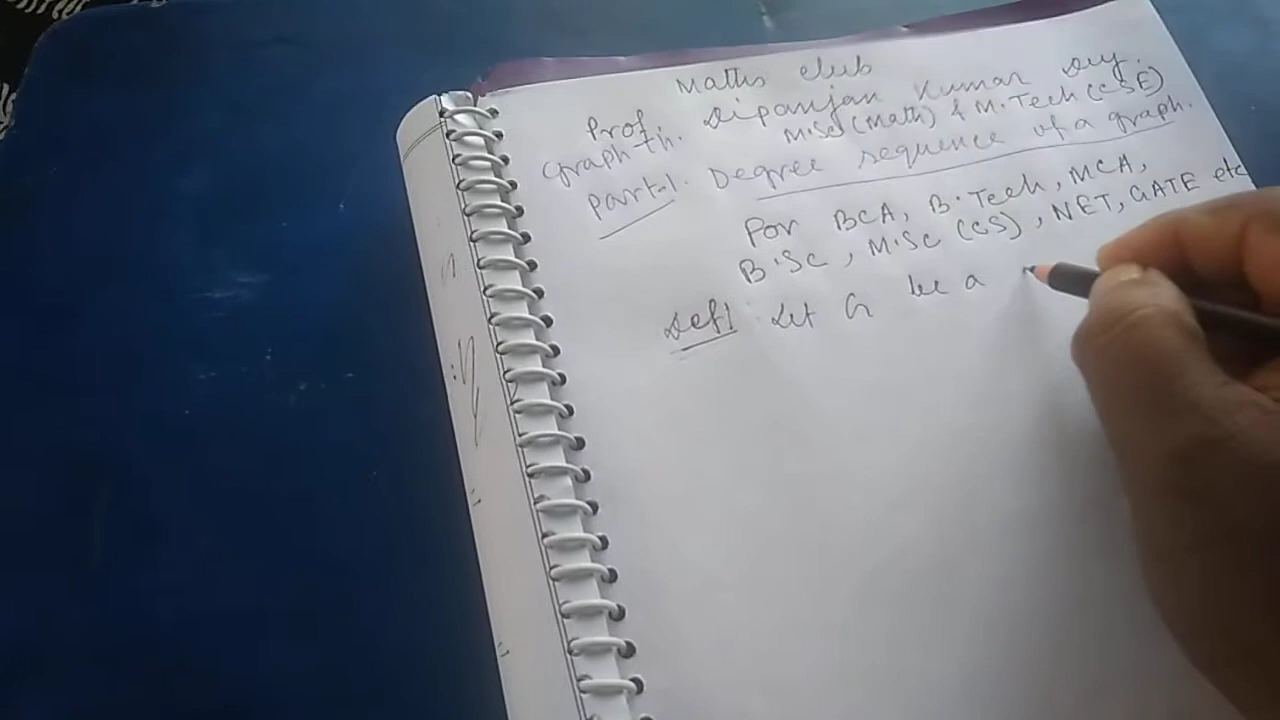 Maths club
Prof. Dipanjan Kumar Dey.
M.Sc (Math) & M.Tech (CSE)
Graph th.
Part-1. Degree sequence of a graph.
For BCA, B.Tech, MCA,
B.Sc, M.Sc (CS), NET, GATE etc
Def: Let G be a